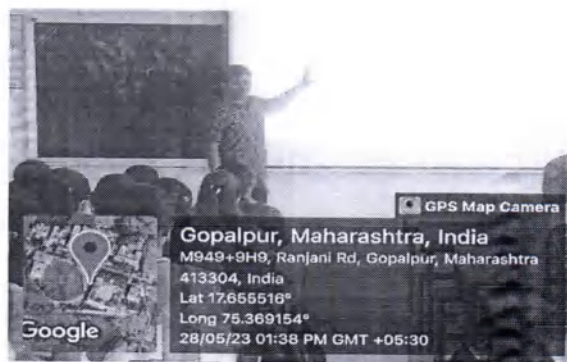 GPS Map Camera
Gopalpur, Maharashtra, India
M949+9H9, Ranjani Rd, Gopalpur, Maharashtra
413304, India
Lat 17.655516°
Long 75.369154°
28/05/23 01:38 PM GMT +05:30
Google